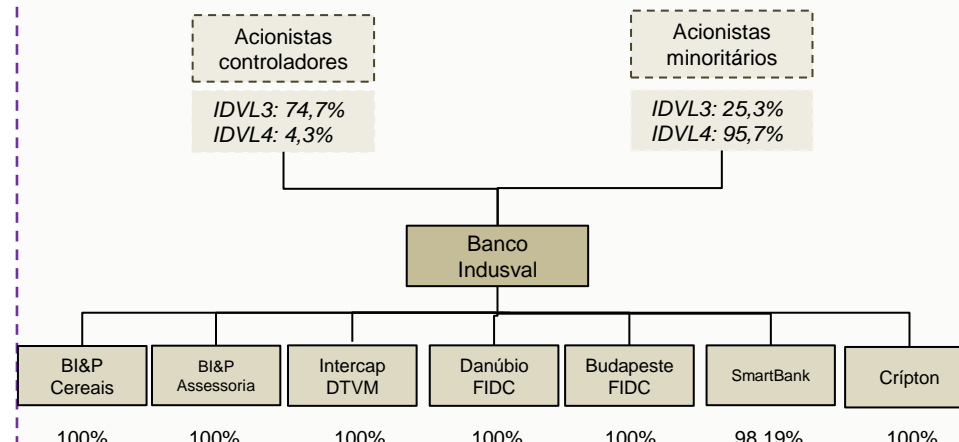 Acionistas
controladores
Acionistas
minoritários
IDVL3: 74,7%
IDVL4: 4,3%
IDVL3: 25,3%
IDVL4: 95,7%
Banco
Indusval
BI&P
Cereais
BI&P
Assessoria
Intercap
DTVM
Danúbio
FIDC
Budapeste
FIDC
SmartBank
Crípton
100%
100%
100%
100%
100%
98,19%
100%